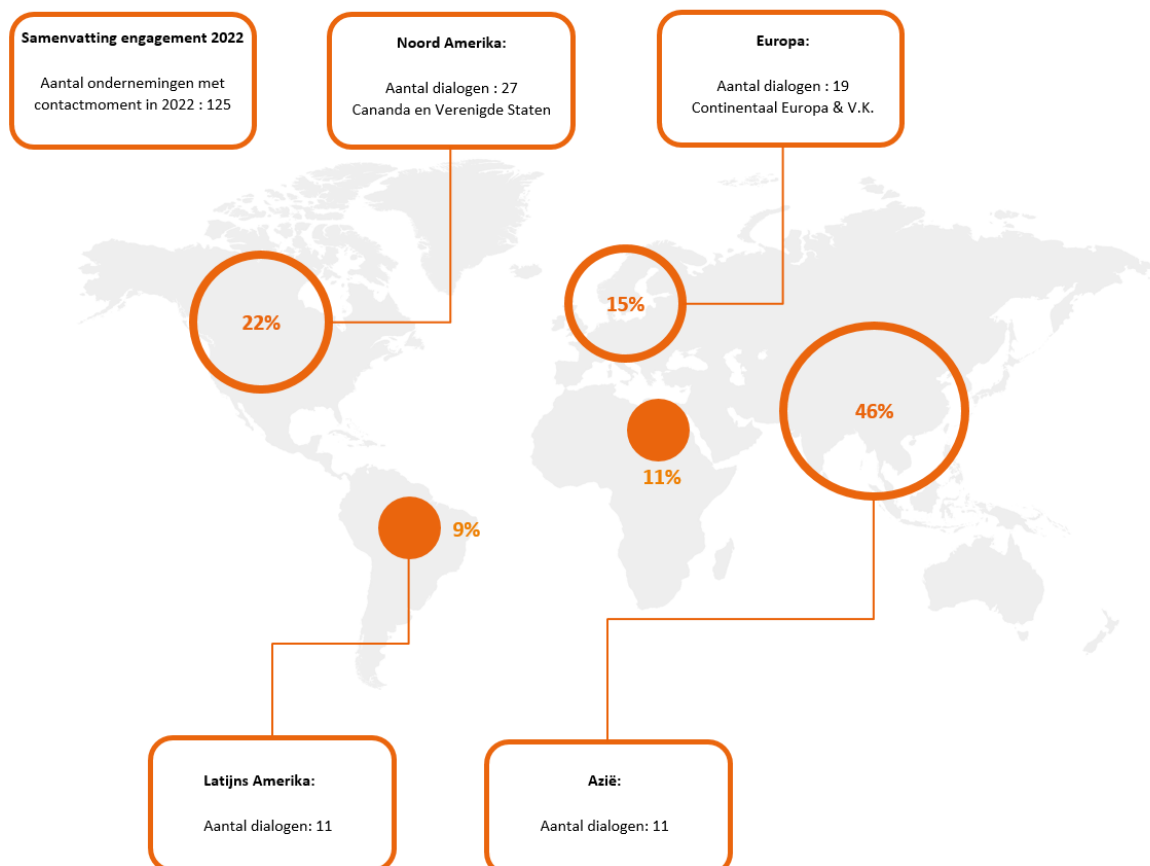 Samenvatting engagement 2022
Aantal ondernemingen met
contactmoment in 2022 : 125
Noord Amerika:
Aantal dialogen : 27
Cananda en Verenigde Staten
Europa:
Aantal dialogen : 19
Continentaal Europa & V.K.
22%
15%
46%
11%
9%
Latijns Amerika:
Aantal dialogen: 11
Azië:
Aantal dialogen: 11